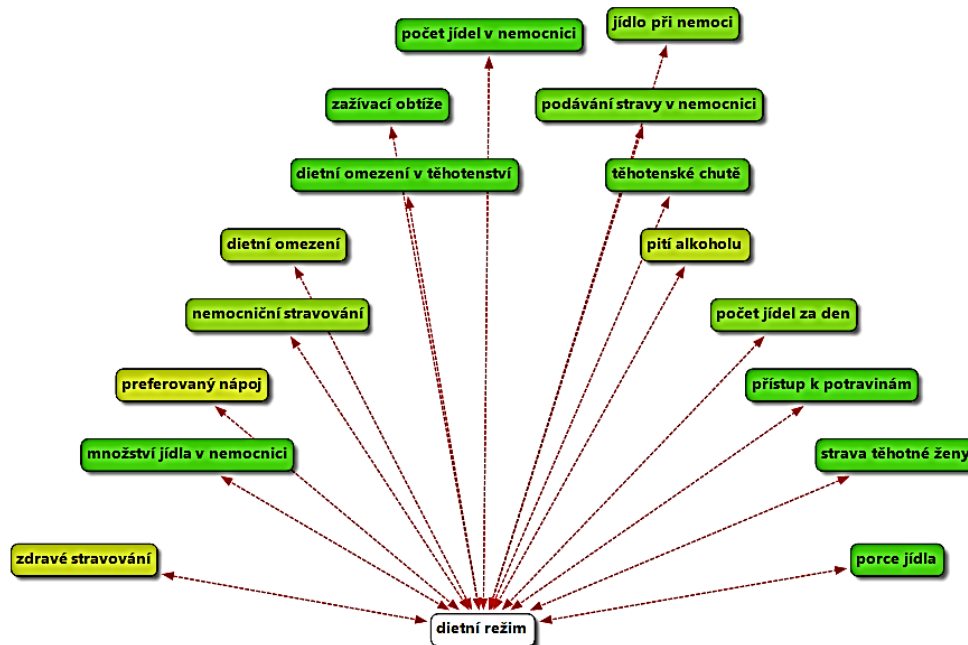 jídlo při nemoci
počet jídel v nemocnici
zažívací obtíže
podávání stravy v nemocnici
dietní omezení v těhotenství
těhotenské chutě
dietní omezení
pití alkoholu
nemocniční stravování
počet jídel za den
preferovaný nápoj
přístup k potravinám
množství jídla v nemocnici
strava těhotné ženy
zdravé stravování
porce jídla
dietní režim